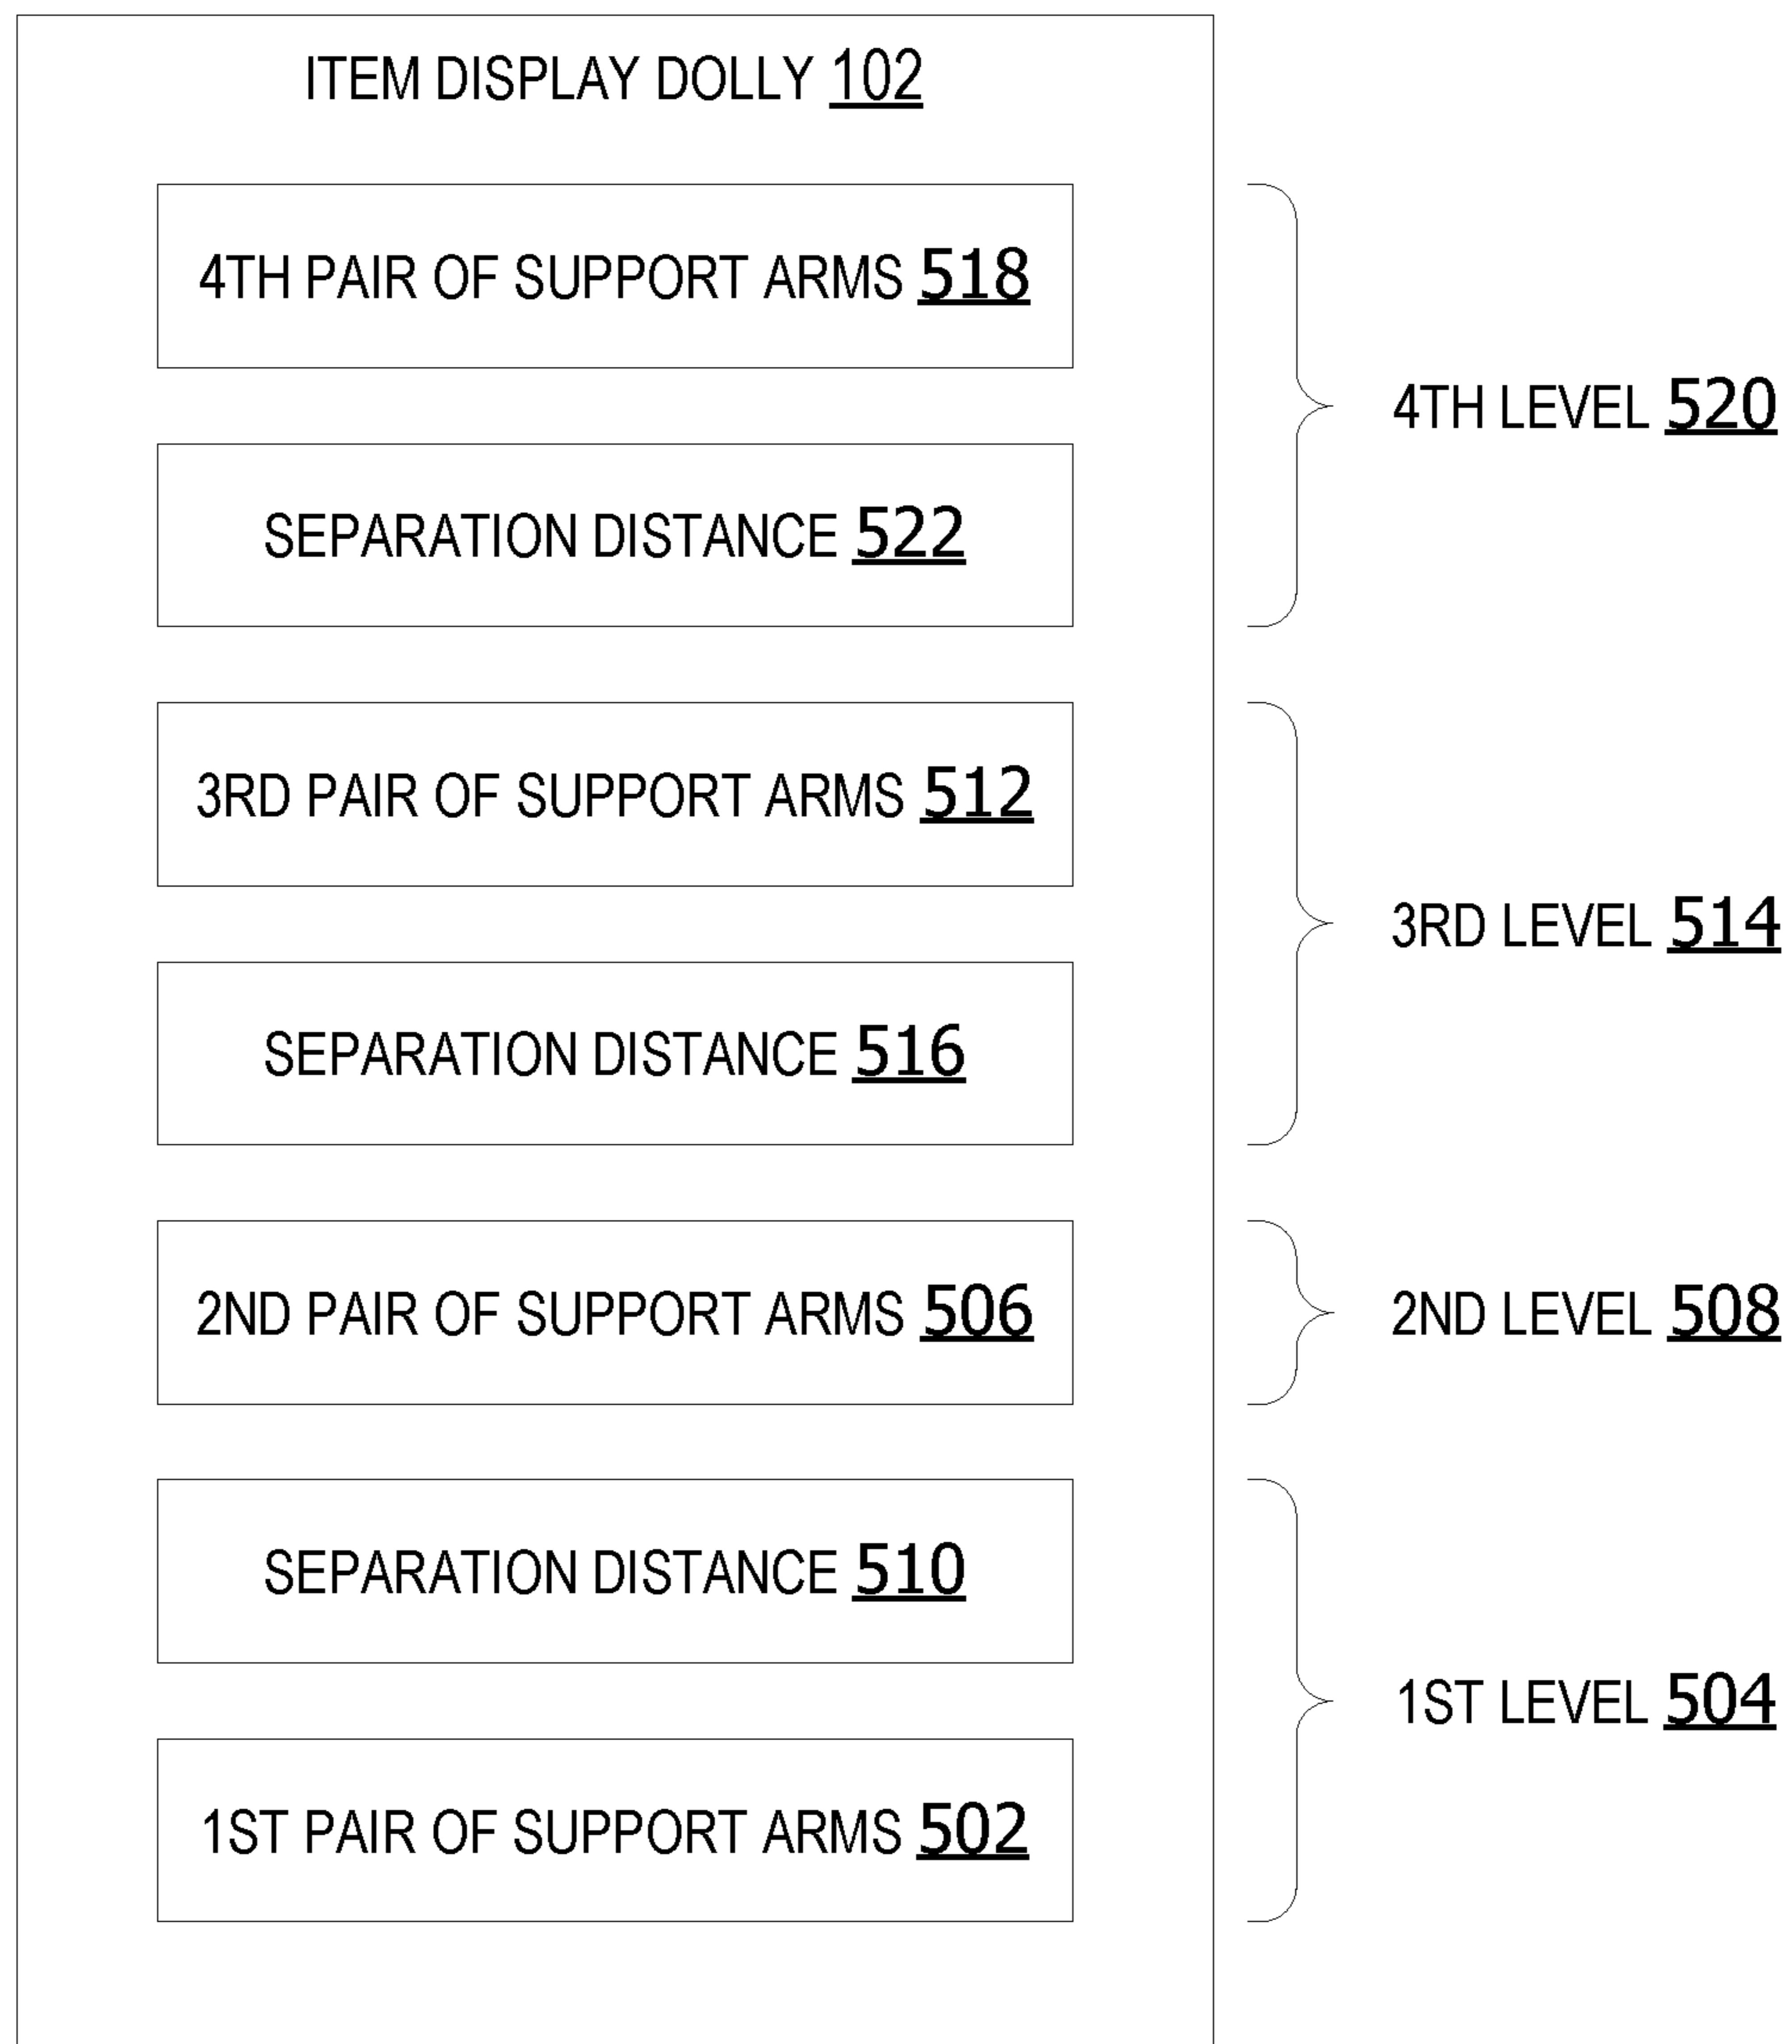 ITEM DISPLAY DOLLY 102
4TH PAIR OF SUPPORT ARMS 518
4TH LEVEL 520
SEPARATION DISTANCE 522
3RD PAIR OF SUPPORT ARMS 512
3RD LEVEL 514
SEPARATION DISTANCE 516
2ND PAIR OF SUPPORT ARMS 506
2ND LEVEL 508
SEPARATION DISTANCE 510
1ST LEVEL 504
1ST PAIR OF SUPPORT ARMS 502